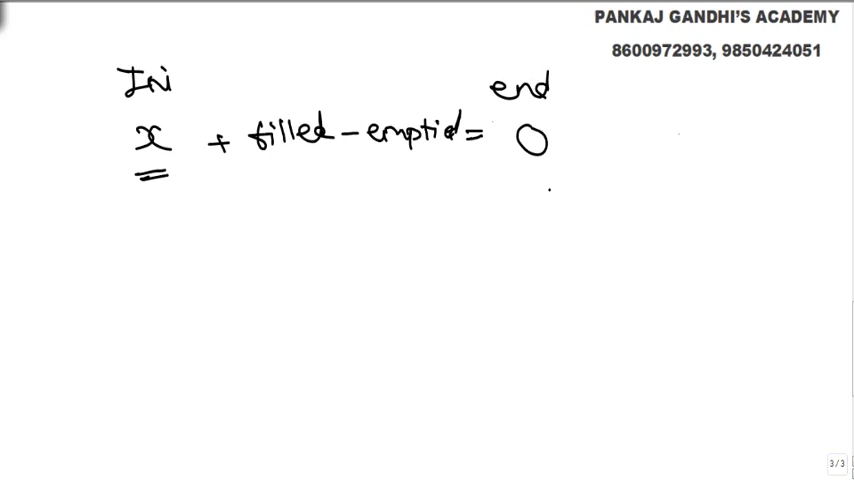 PANKAJ GANDHI'S ACADEMY
8600972993, 9850424051
Ini end
x + filled - emptied = 0
3/3